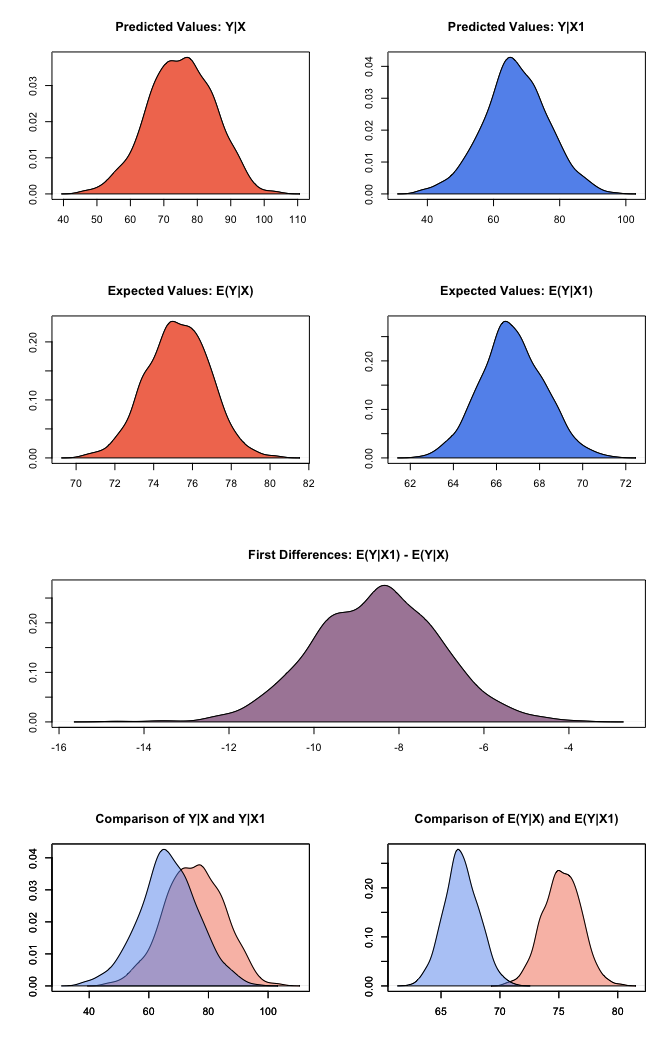 Predicted Values: Y|X
0.00 0.01 0.02 0.03
40 50 60 70 80 90 100 110
Predicted Values: Y|X1
0.00 0.01 0.02 0.03 0.04
40 60 80 100
Expected Values: E(Y|X)
0.00 0.10 0.20
70 72 74 76 78 80 82
Expected Values: E(Y|X1)
0.00 0.10 0.20
62 64 66 68 70 72
First Differences: E(Y|X1) - E(Y|X)
0.00 0.10 0.20
-16 -14 -12 -10 -8 -6 -4
Comparison of Y|X and Y|X1
0.00 0.01 0.02 0.03 0.04
40 60 80 100
Comparison of E(Y|X) and E(Y|X1)
0.00 0.10 0.20
65 70 75 80